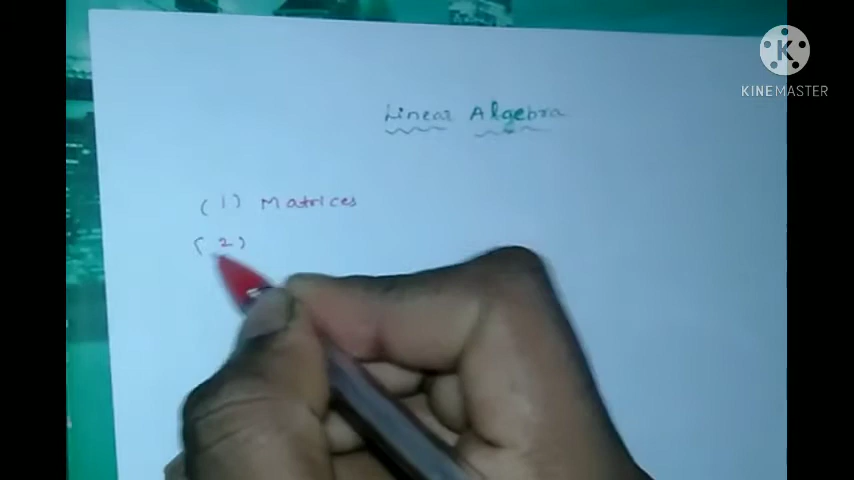 Linear Algebra
(1) Matrices
(2)
K
KINEMASTER